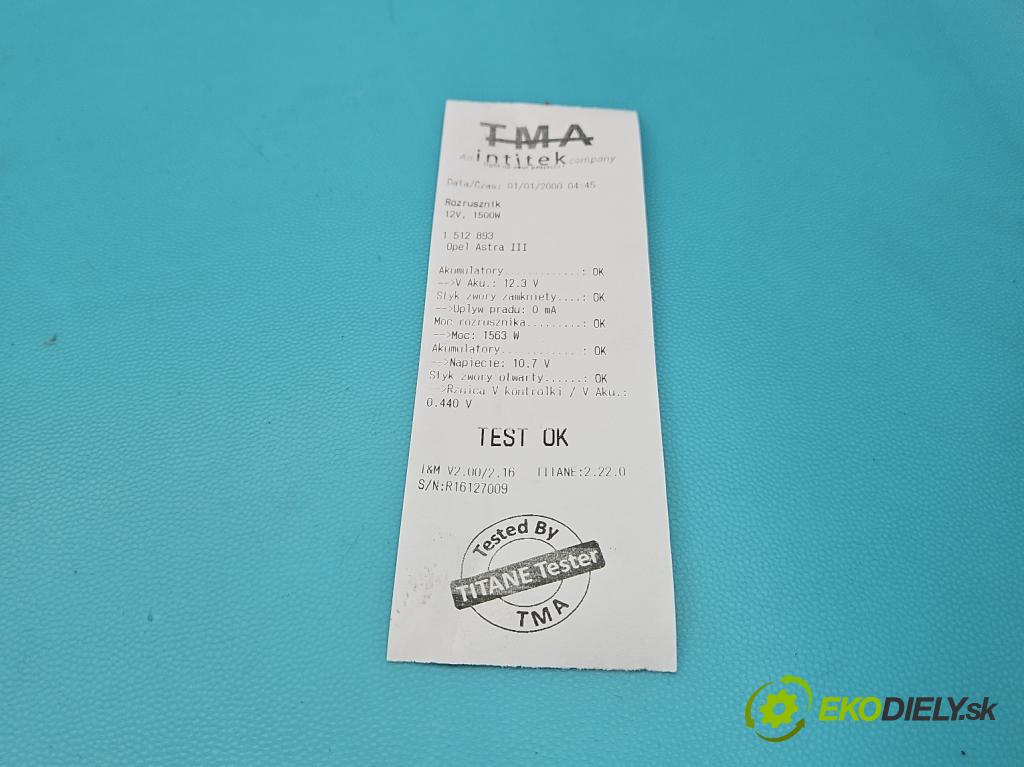 TMA
An intitek company
Data/Czas: 01/01/2000 04:45
Rozrusznik
12V, 1500W
1 512 893
Opel Astra III
Akumulatory.............: OK
-->V Aku.: 12.3 V
Styk zwory zamkniety....: OK
-->Uplyw pradu: 0 mA
Moc rozrusznika.........: OK
-->Moc: 1563 W
Akumulatory.............: OK
-->Napiecie: 10.7 V
Styk zwory otwarty......: OK
-->Rznica V kontrolki / V Aku.:
0.440 V
TEST OK
T&M V2.00/2.16 TITANE:2.22.0
S/N:R16127009
Tested By
TITANE Tester
TMA
EKODIELY.sk